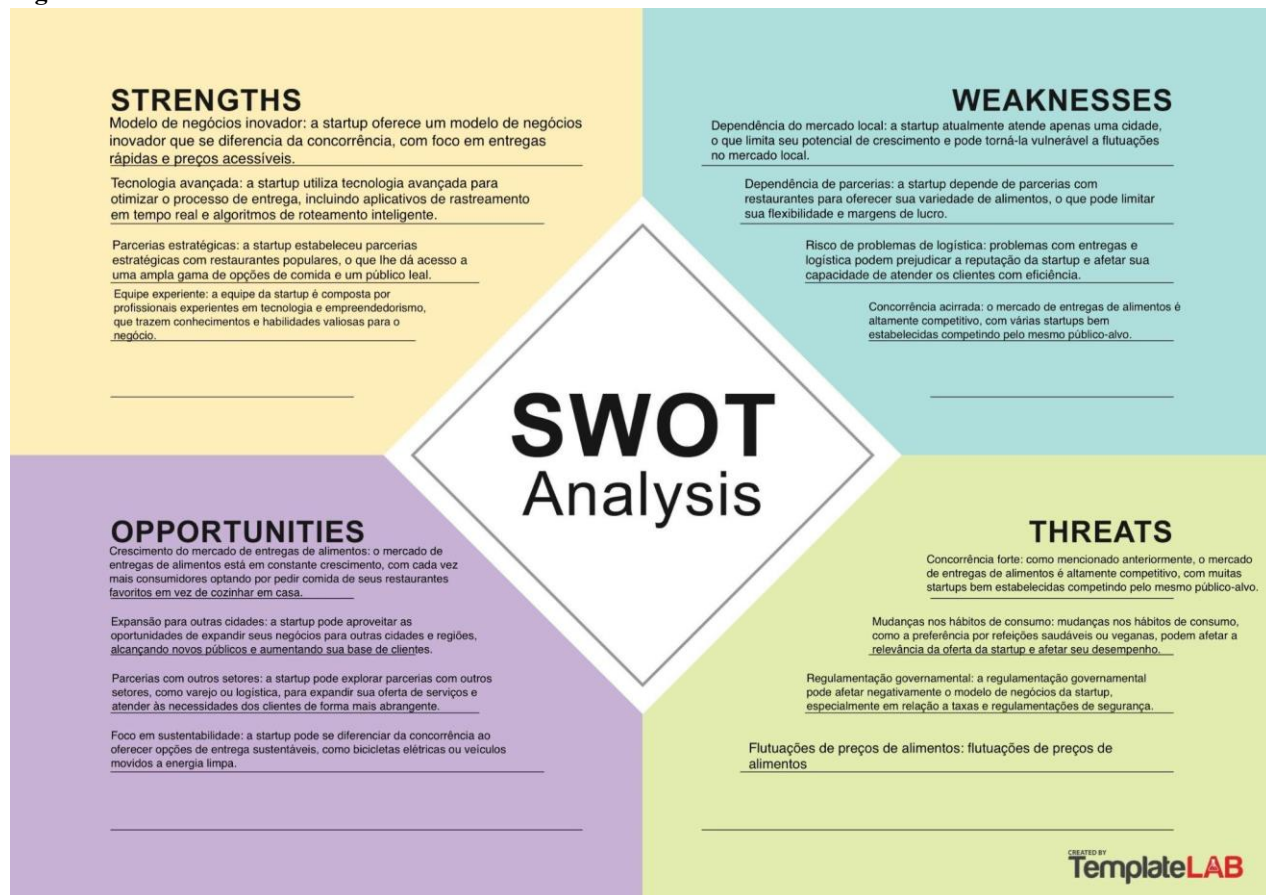 STRENGTHS
Modelo de negócios inovador: a startup oferece um modelo de negócios
inovador que se diferencia da concorrência, com foco em entregas
rápidas e preços acessíveis.
Tecnologia avançada: a startup utiliza tecnologia avançada para
otimizar o processo de entrega, incluindo aplicativos de rastreamento
em tempo real e algoritmos de roteamento inteligente.
Parcerias estratégicas: a startup estabeleceu parcerias
estratégicas com restaurantes populares, o que lhe dá acesso a
uma ampla gama de opções de comida e um público leal.
Equipe experiente: a equipe da startup é composta por
profissionais experientes em tecnologia e empreendedorismo,
que trazem conhecimentos e habilidades valiosas para o
negócio.
WEAKNESSES
Dependência do mercado local: a startup atualmente atende apenas uma cidade,
o que limita seu potencial de crescimento e pode torná-la vulnerável a flutuações
no mercado local.
Dependência de parcerias: a startup depende de parcerias com
restaurantes para oferecer sua variedade de alimentos, o que pode limitar
sua flexibilidade e margens de lucro.
Risco de problemas de logística: problemas com entregas e
logística podem prejudicar a reputação da startup e afetar sua
capacidade de atender os clientes com eficiência.
Concorrência acirrada: o mercado de entregas de alimentos é
altamente competitivo, com várias startups bem
estabelecidas competindo pelo mesmo público-alvo.
SWOT
Analysis
OPPORTUNITIES
Crescimento do mercado de entregas de alimentos: o mercado de
entregas de alimentos está em constante crescimento, com cada vez
mais consumidores optando por pedir comida de seus restaurantes
favoritos em vez de cozinhar em casa.
Expansão para outras cidades: a startup pode aproveitar as
oportunidades de expandir seus negócios para outras cidades e regiões,
alcançando novos públicos e aumentando sua base de clientes.
Parcerias com outros setores: a startup pode explorar parcerias com outros
setores, como varejo ou logística, para expandir sua oferta de serviços e
atender às necessidades dos clientes de forma mais abrangente.
Foco em sustentabilidade: a startup pode se diferenciar da concorrência ao
oferecer opções de entrega sustentáveis, como bicicletas elétricas ou veículos
movidos a energia limpa.
THREATS
Concorrência forte: como mencionado anteriormente, o mercado
de entregas de alimentos é altamente competitivo, com muitas
startups bem estabelecidas competindo pelo mesmo público-alvo.
Mudanças nos hábitos de consumo: mudanças nos hábitos de consumo,
como a preferência por refeições saudáveis ou veganas, podem afetar a
relevância da oferta da startup e afetar seu desempenho.
Regulamentação governamental: a regulamentação governamental
pode afetar negativamente o modelo de negócios da startup,
especialmente em relação a taxas e regulamentações de segurança.
Flutuações de preços de alimentos: flutuações de preços de
alimentos
CREATED BY
TemplateLAB